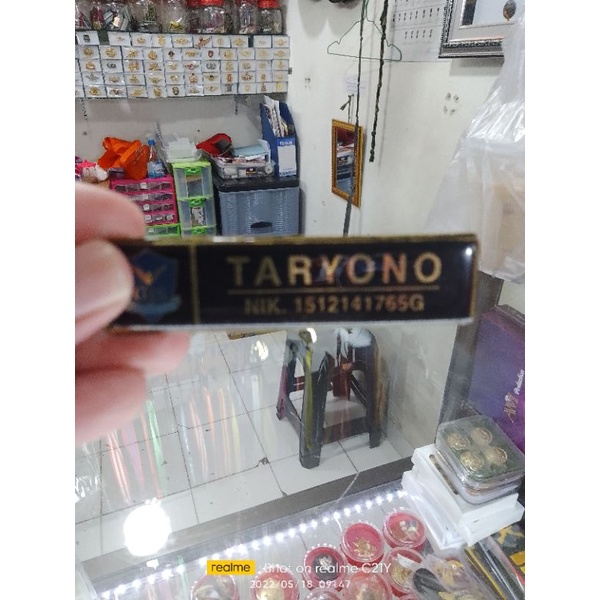 TARYONO
NIK. 1512141765G
realme Shot on realme C21Y
2022/05/18 09:47